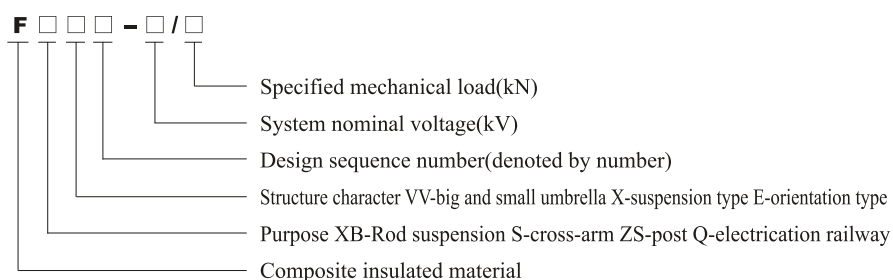 F □ □ □ - □ / □
Specified mechanical load(kN)
System nominal voltage(kV)
Design sequence number(denoted by number)
Structure character VV-big and small umbrella X-suspension type E-orientation type
Purpose XB-Rod suspension S-cross-arm ZS-post Q-electrication railway
Composite insulated material